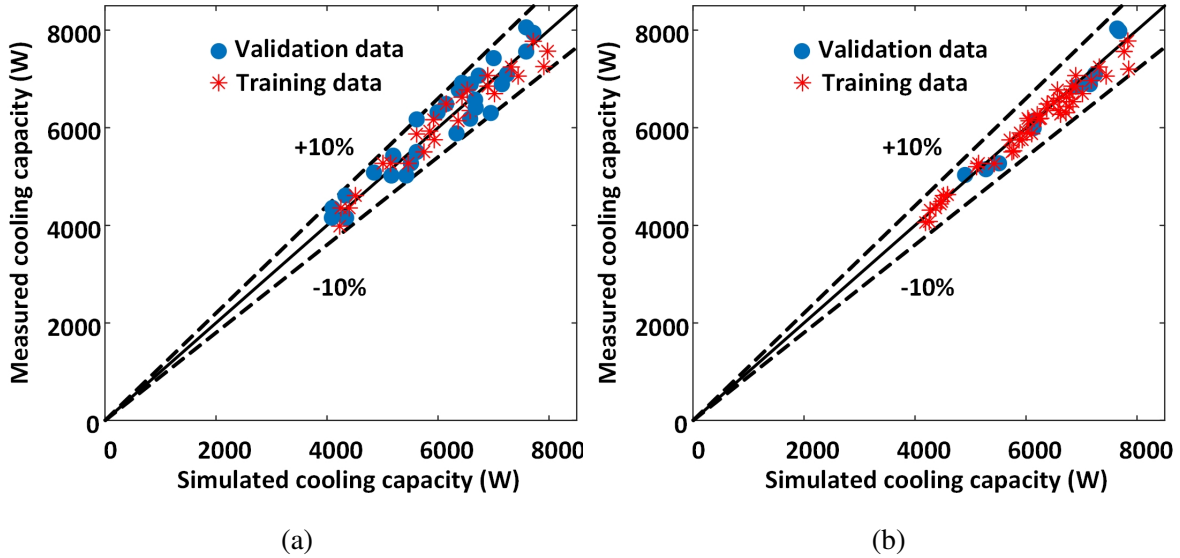 Measured cooling capacity (W)
8000
6000
4000
2000
0
Validation data
Training data
+10%
-10%
0
2000
4000
6000
8000
Simulated cooling capacity (W)
(a)
Measured cooling capacity (W)
8000
6000
4000
2000
0
Validation data
Training data
+10%
-10%
0
2000
4000
6000
8000
Simulated cooling capacity (W)
(b)